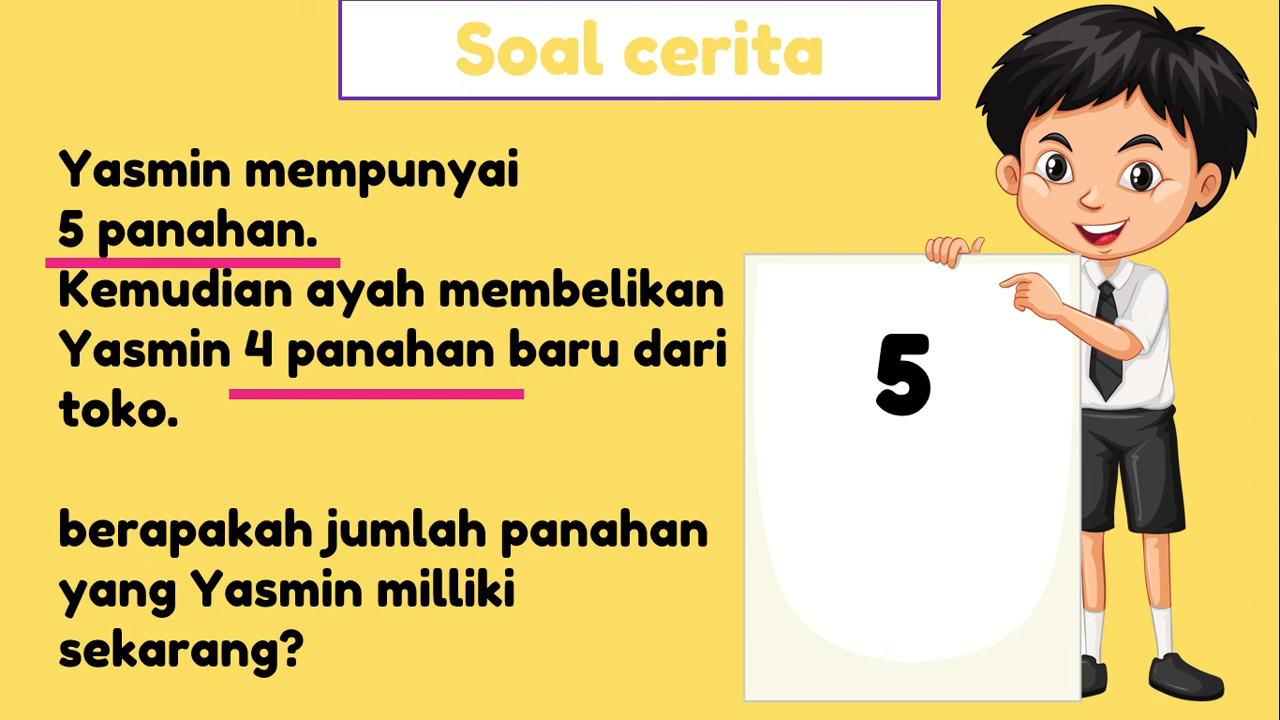 Soal cerita
Yasmin mempunyai
5 panahan.
Kemudian ayah membelikan
Yasmin 4 panahan baru dari
toko.
berapakah jumlah panahan
yang Yasmin milliki
sekarang?
5